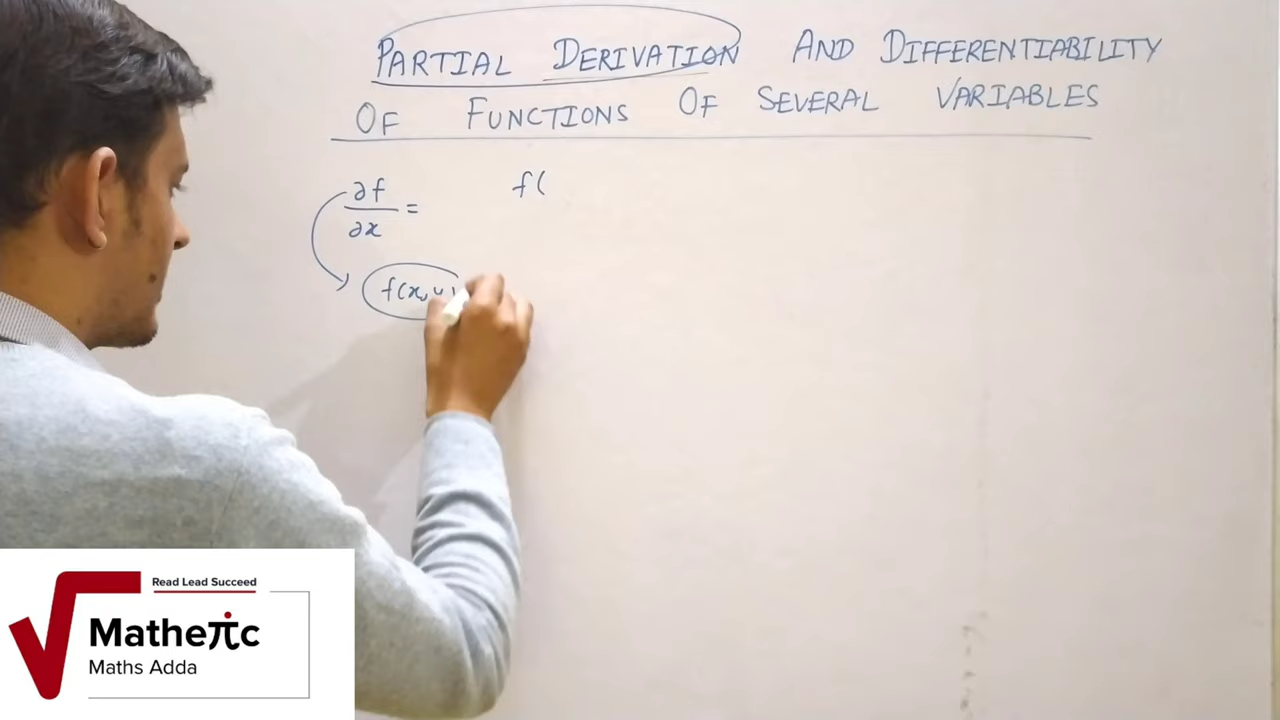 PARTIAL DERIVATION AND DIFFERENTIABILITY
OF FUNCTIONS OF SEVERAL VARIABLES
∂f/∂x = f(
f(x, y)
Read Lead Succeed
Matheπc
Maths Adda